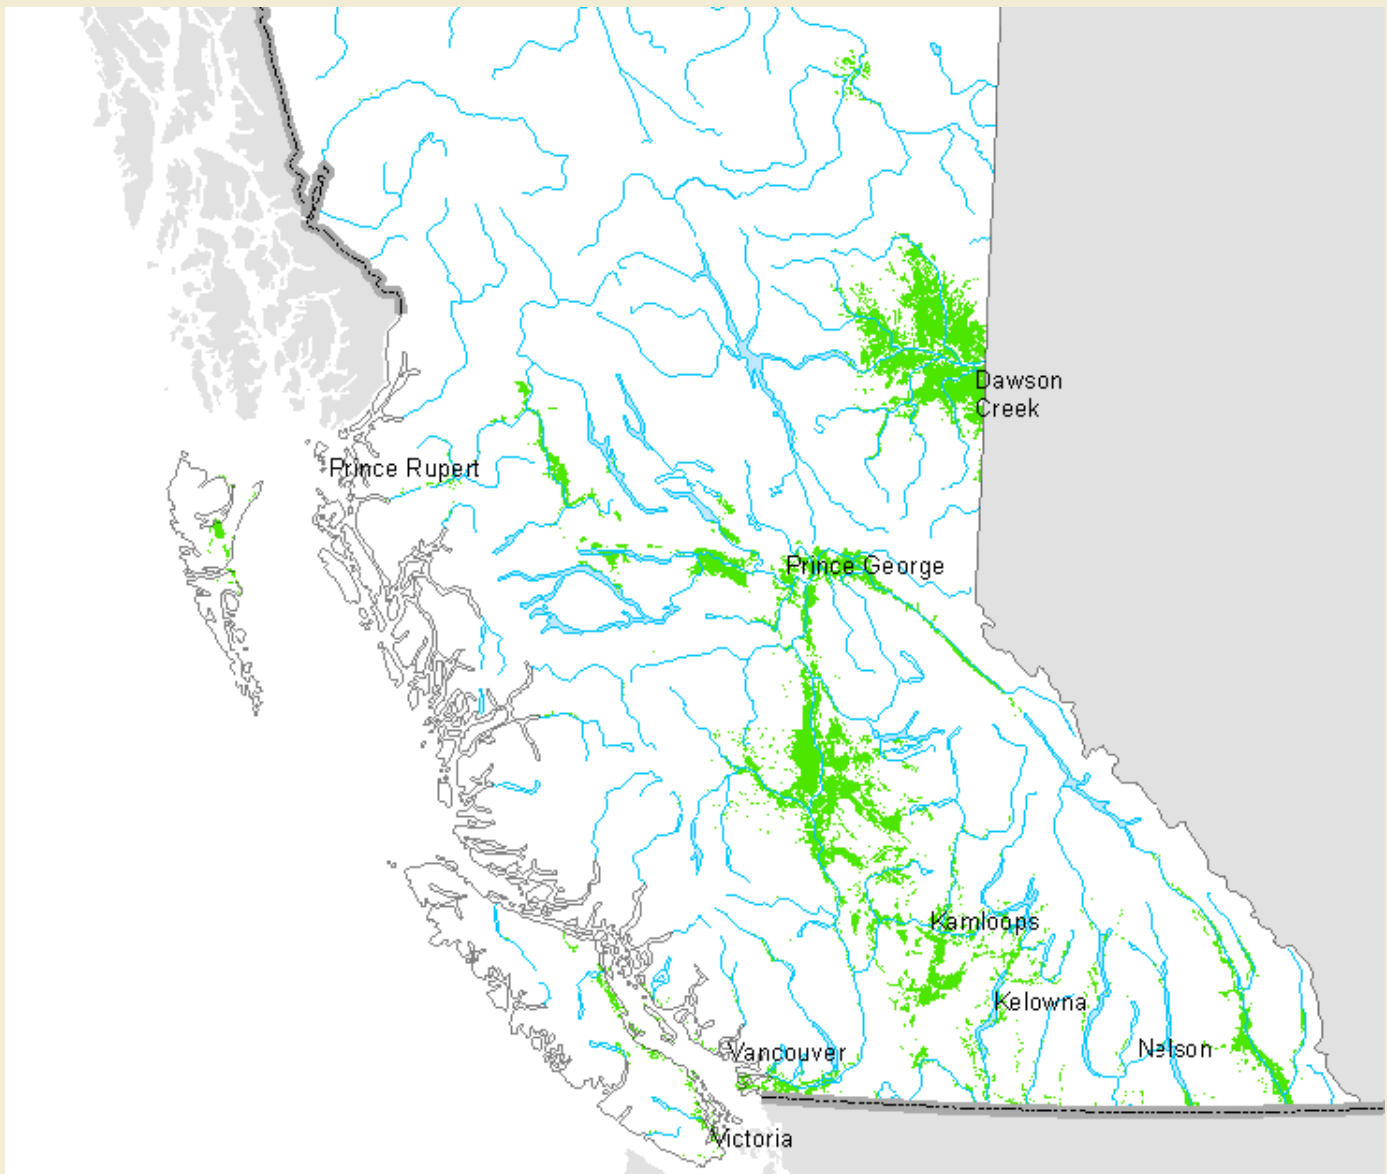 Dawson
Creek
Prince Rupert
Prince George
Kamloops
Kelowna
Nelson
Vancouver
Victoria